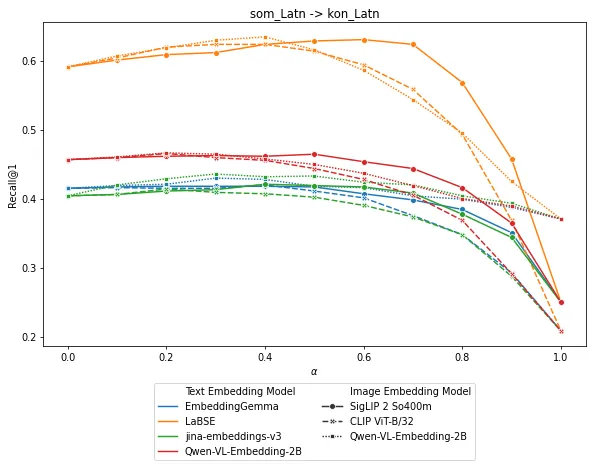 som_Latn -> kon_Latn
Recall@1
0.6
0.5
0.4
0.3
0.2
0.0 0.2 0.4 0.6 0.8 1.0
α
Text Embedding Model Image Embedding Model
EmbeddingGemma SigLIP 2 So400m
LaBSE CLIP ViT-B/32
jina-embeddings-v3 Qwen-VL-Embedding-2B
Qwen-VL-Embedding-2B